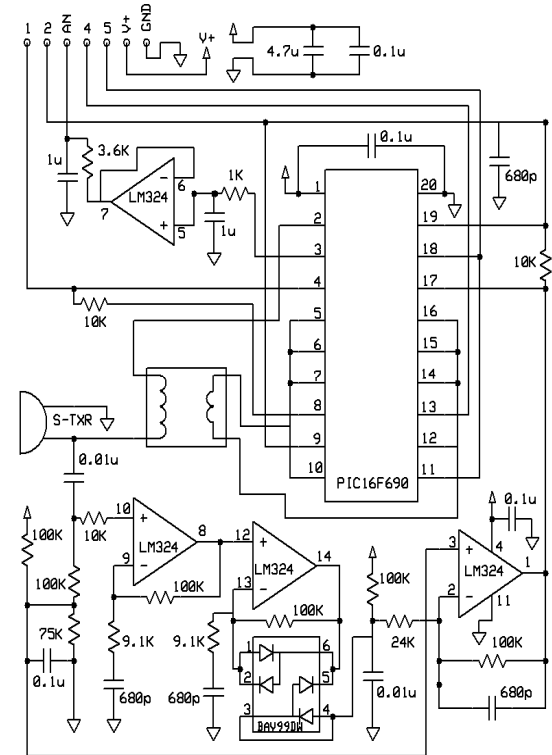 1 2 AN 4 5 V+ GND
V+
4.7u
0.1u
0.1u
3.6K
1u
LM324
6
7
5
1K
1u
680p
1 20
2 19
3 18
4 17
5 16
6 15
7 14
8 13
9 12
10 11
PIC16F690
10K
10K
S-TXR
0.01u
10K
10
9
8
LM324
12
13
14
LM324
0.1u
3
2
4
1
11
LM324
100K
100K
100K
100K
100K
24K
100K
75K
9.1K
9.1K
0.1u
680p
680p
1 6
2 5
3 4
BAV99DW
0.01u
680p